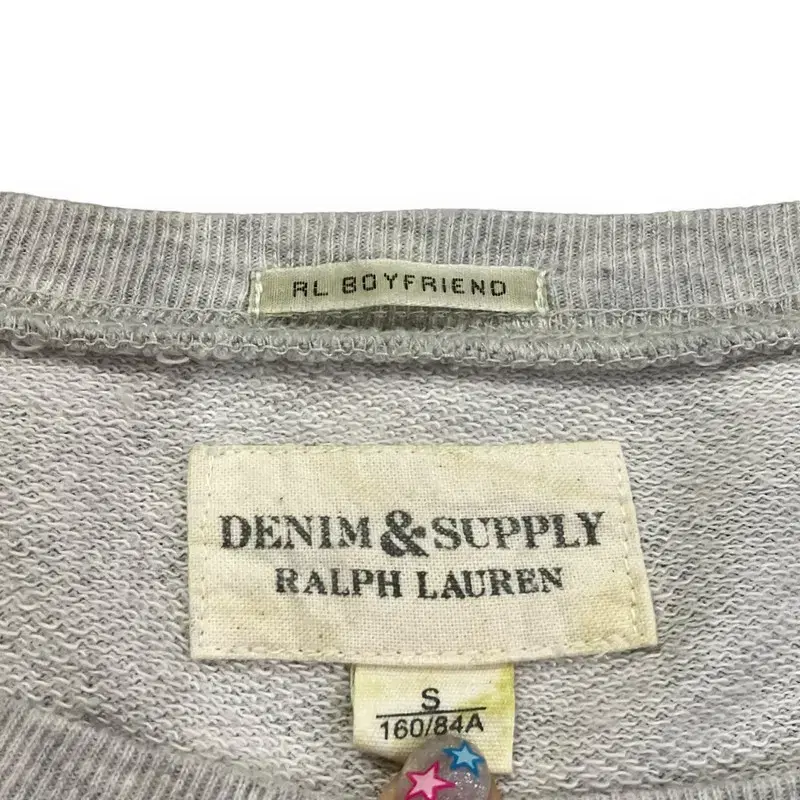 RL BOYFRIEND
DENIM & SUPPLY
RALPH LAUREN
S
160/84A